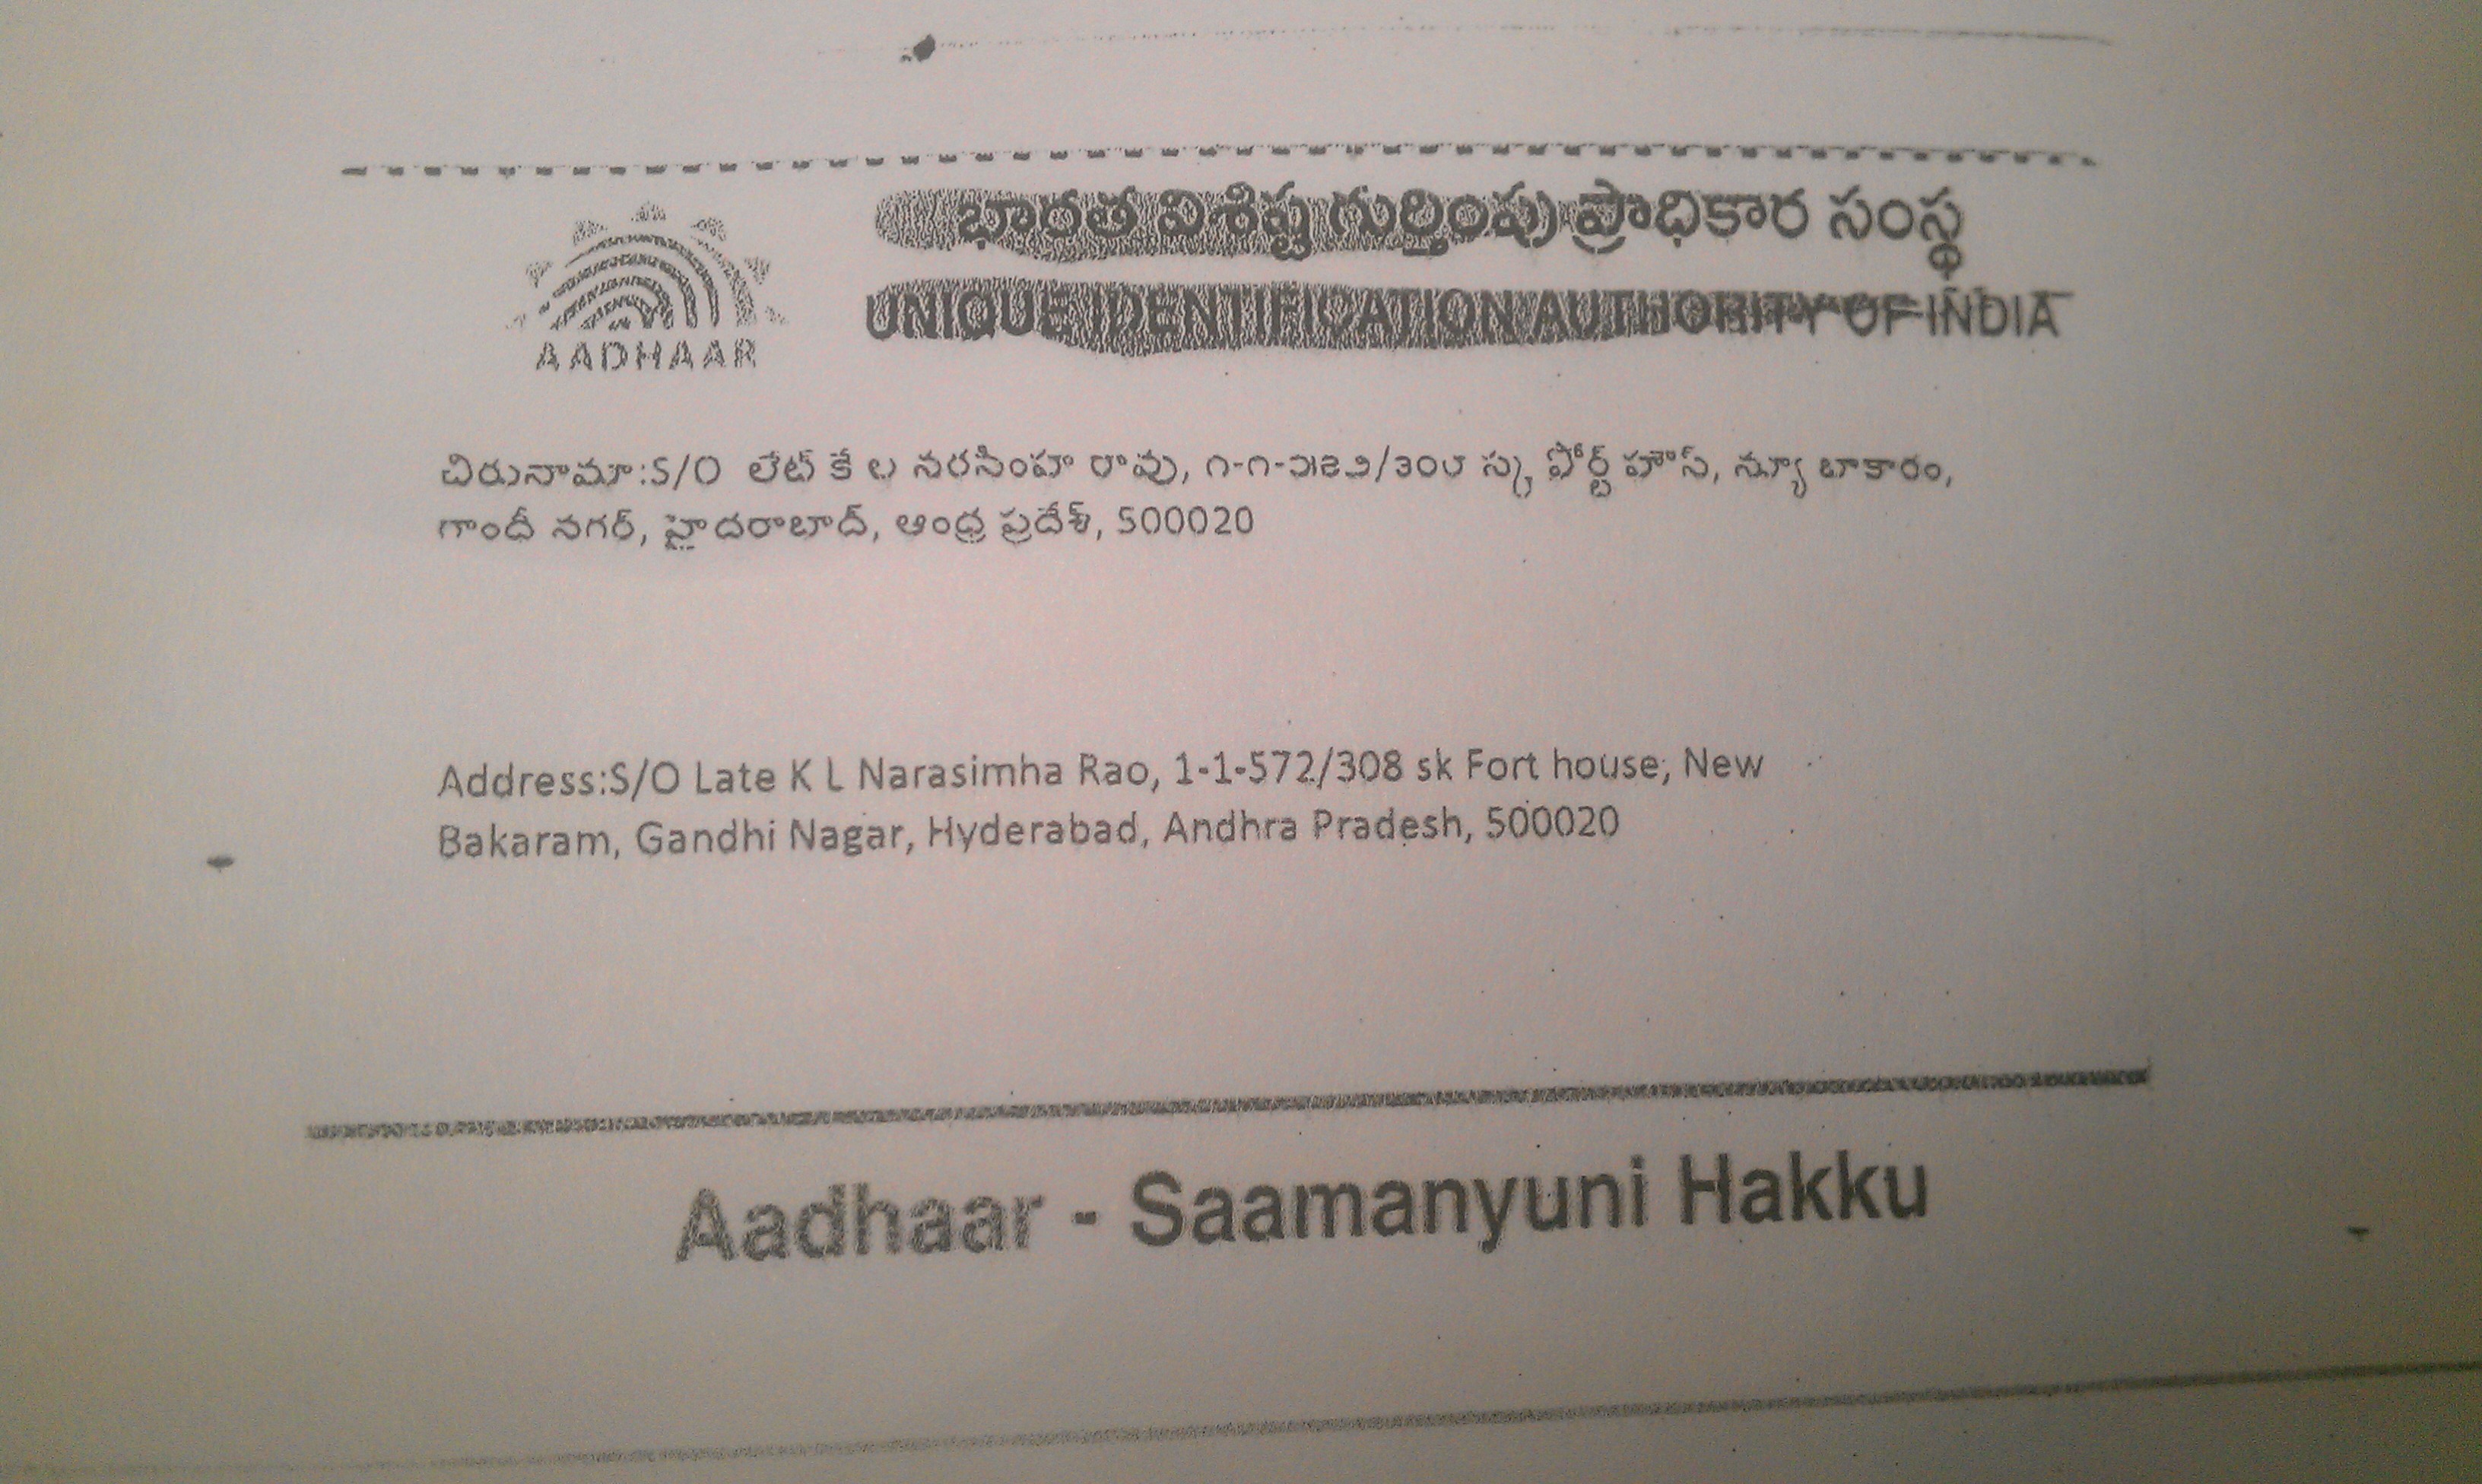 భారత విశిష్ట గుర్తింపు ప్రాధికార సంస్థ
AADHAAR
UNIQUE IDENTIFICATION AUTHORITY OF INDIA
చిరునామా:S/O లేట్ కే ల నరసింహ రావు, ౧-౧-౫౭౨/౩౦౮ స్క ఫోర్ట్ హౌస్, న్యూ బాకారం,
గాంధీ నగర్, హైదరాబాద్, ఆంధ్ర ప్రదేశ్, 500020
Address:S/O Late K L Narasimha Rao, 1-1-572/308 sk Fort house, New
Bakaram, Gandhi Nagar, Hyderabad, Andhra Pradesh, 500020
Aadhaar - Saamanyuni Hakku